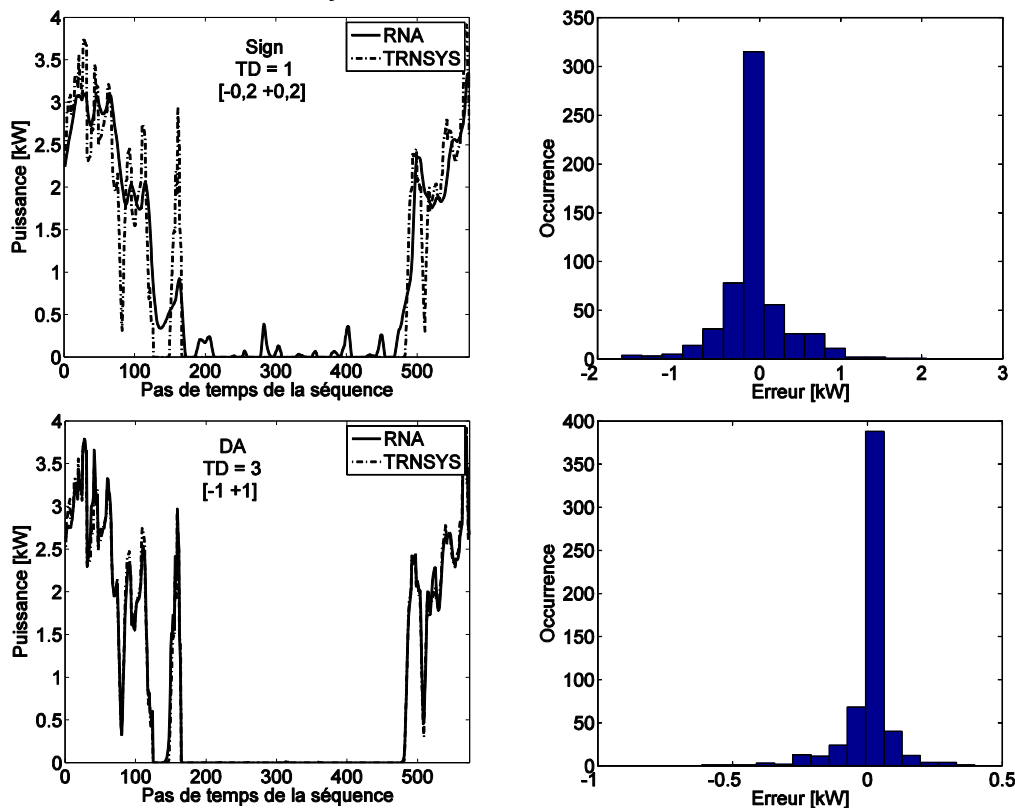 4
3.5
3
2.5
2
1.5
1
0.5
0
Puissance [kW]
Sign
TD = 1
[-0,2 +0,2]
RNA
TRNSYS
0 100 200 300 400 500
Pas de temps de la séquence
350
300
250
200
150
100
50
0
Occurrence
-2 -1 0 1 2 3
Erreur [kW]
4
3.5
3
2.5
2
1.5
1
0.5
0
Puissance [kW]
DA
TD = 3
[-1 +1]
RNA
TRNSYS
0 100 200 300 400 500
Pas de temps de la séquence
400
350
300
250
200
150
100
50
0
Occurrence
-1 -0.5 0 0.5
Erreur [kW]